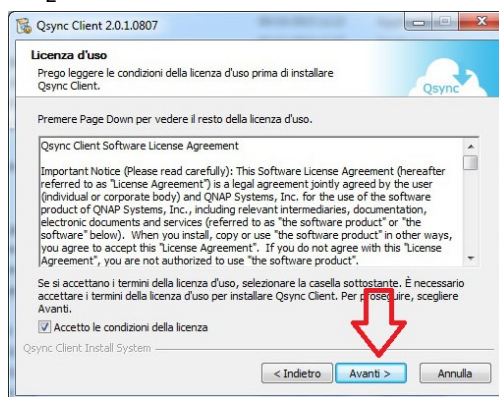 Qsync Client 2.0.1.0807
Licenza d'uso
Prego leggere le condizioni della licenza d'uso prima di installare
Qsync Client.
Qsync
Premere Page Down per vedere il resto della licenza d'uso.
Qsync Client Software License Agreement
Important Notice (Please read carefully): This Software License Agreement (hereafter
referred to as "License Agreement") is a legal agreement jointly agreed by the user
(individual or corporate body) and QNAP Systems, Inc. for the use of the software
product of QNAP Systems, Inc., including relevant intermediaries, documentation,
electronic documents and services (referred to as "the software product" or "the
software" below). When you install, copy or use "the software product" in other ways,
you agree to accept this "License Agreement". If you do not agree with this "License
Agreement", you are not authorized to use "the software product".
Se si accettano i termini della licenza d'uso, selezionare la casella sottostante. È necessario
accettare i termini della licenza d'uso per installare Qsync Client. Per proseguire, scegliere
Avanti.
Accetto le condizioni della licenza
Qsync Client Install System
< Indietro
Avanti >
Annulla